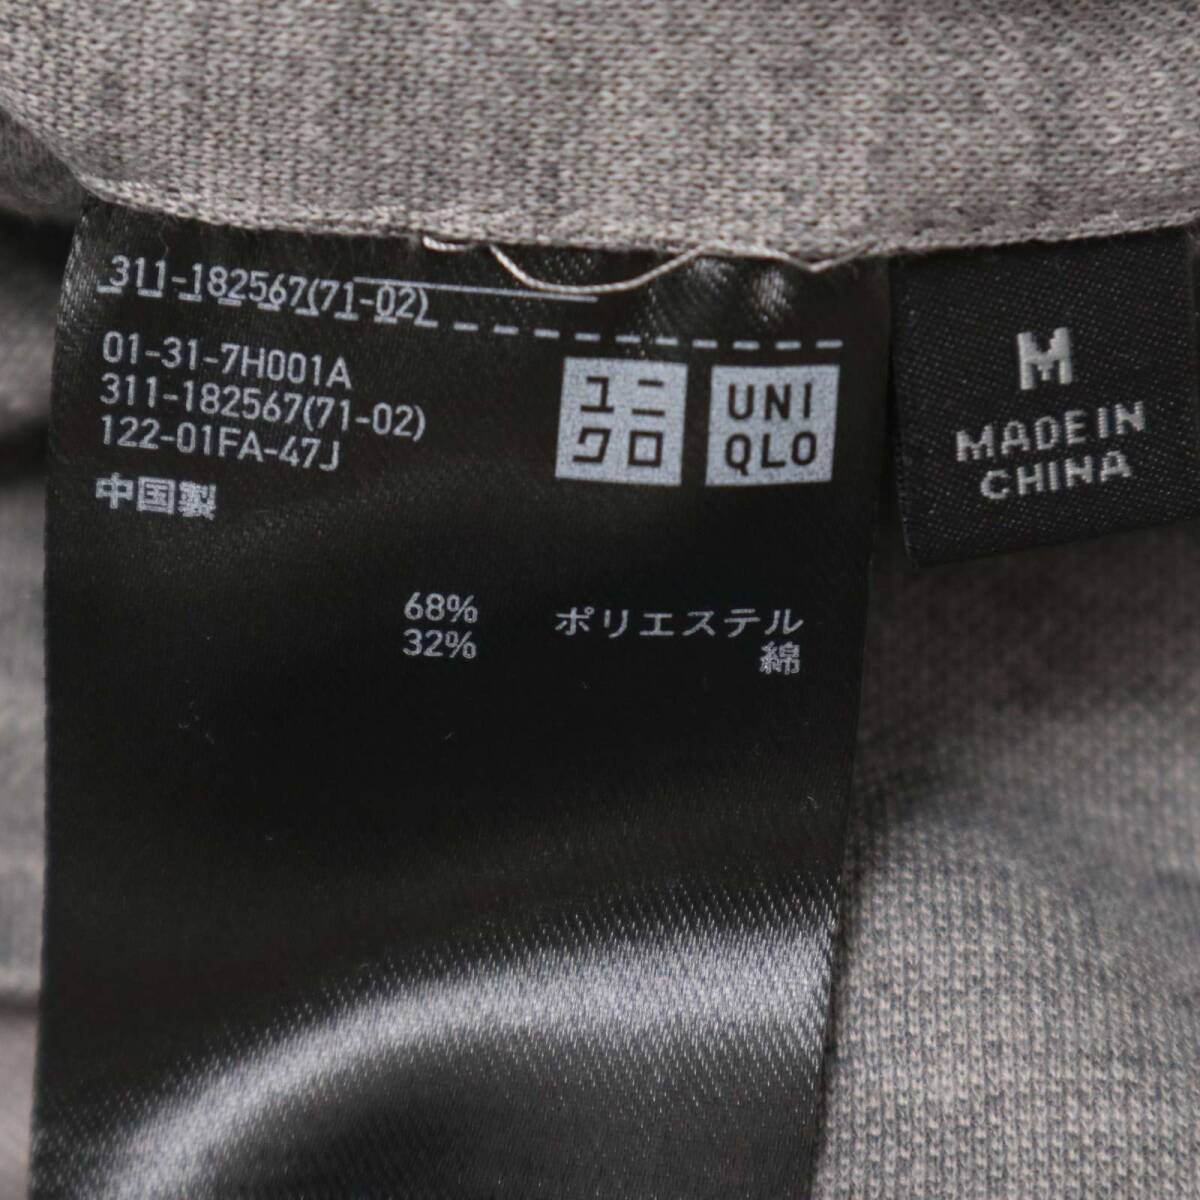 311-182567(71-02)
01-31-7H001A
311-182567(71-02)
122-01FA-47J
中国製
ユニ
クロ
UNI
QLO
68% ポリエステル
32% 綿
M
MADE IN
CHINA